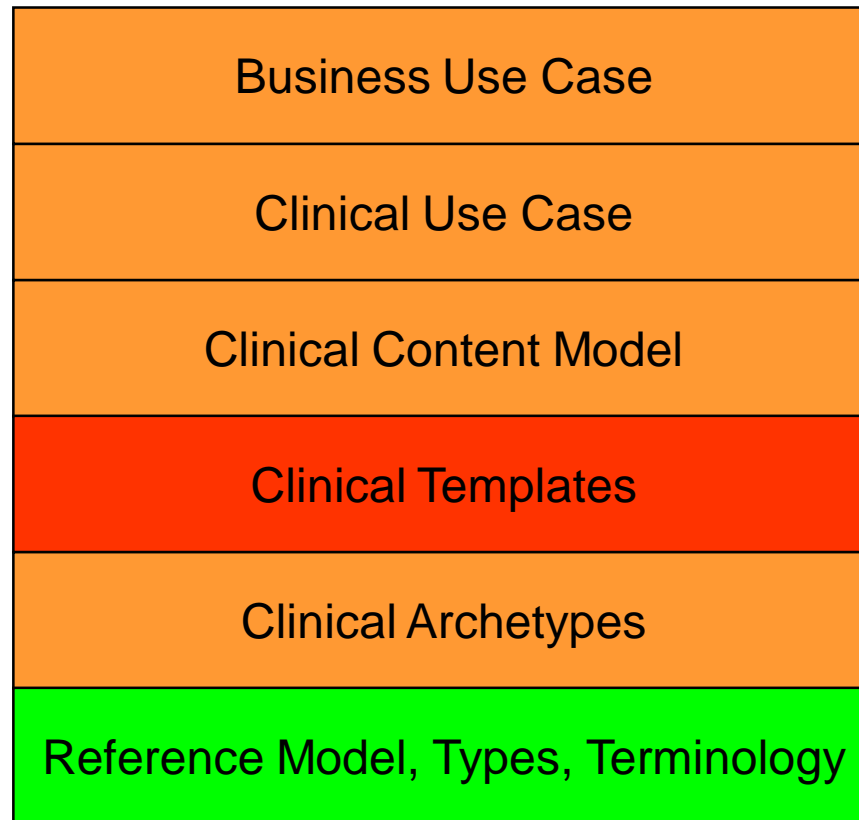 Business Use Case
Clinical Use Case
Clinical Content Model
Clinical Templates
Clinical Archetypes
Reference Model, Types, Terminology